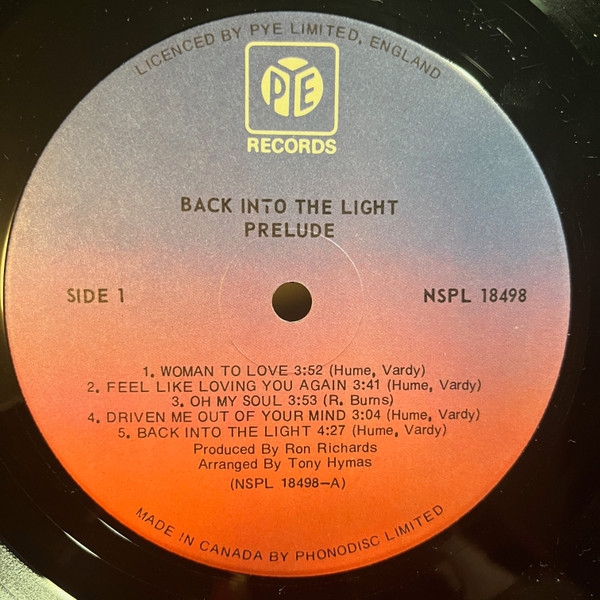 LICENCED BY PYE LIMITED, ENGLAND
PYE
RECORDS
BACK INTO THE LIGHT
PRELUDE
SIDE 1
NSPL 18498
1. WOMAN TO LOVE 3:52 (Hume, Vardy)
2. FEEL LIKE LOVING YOU AGAIN 3:41 (Hume, Vardy)
3. OH MY SOUL 3:53 (R. Burns)
4. DRIVEN ME OUT OF YOUR MIND 3:04 (Hume, Vardy)
5. BACK INTO THE LIGHT 4:27 (Hume, Vardy)
Produced By Ron Richards
Arranged By Tony Hymas
(NSPL 18498-A)
MADE IN CANADA BY PHONODISC LIMITED